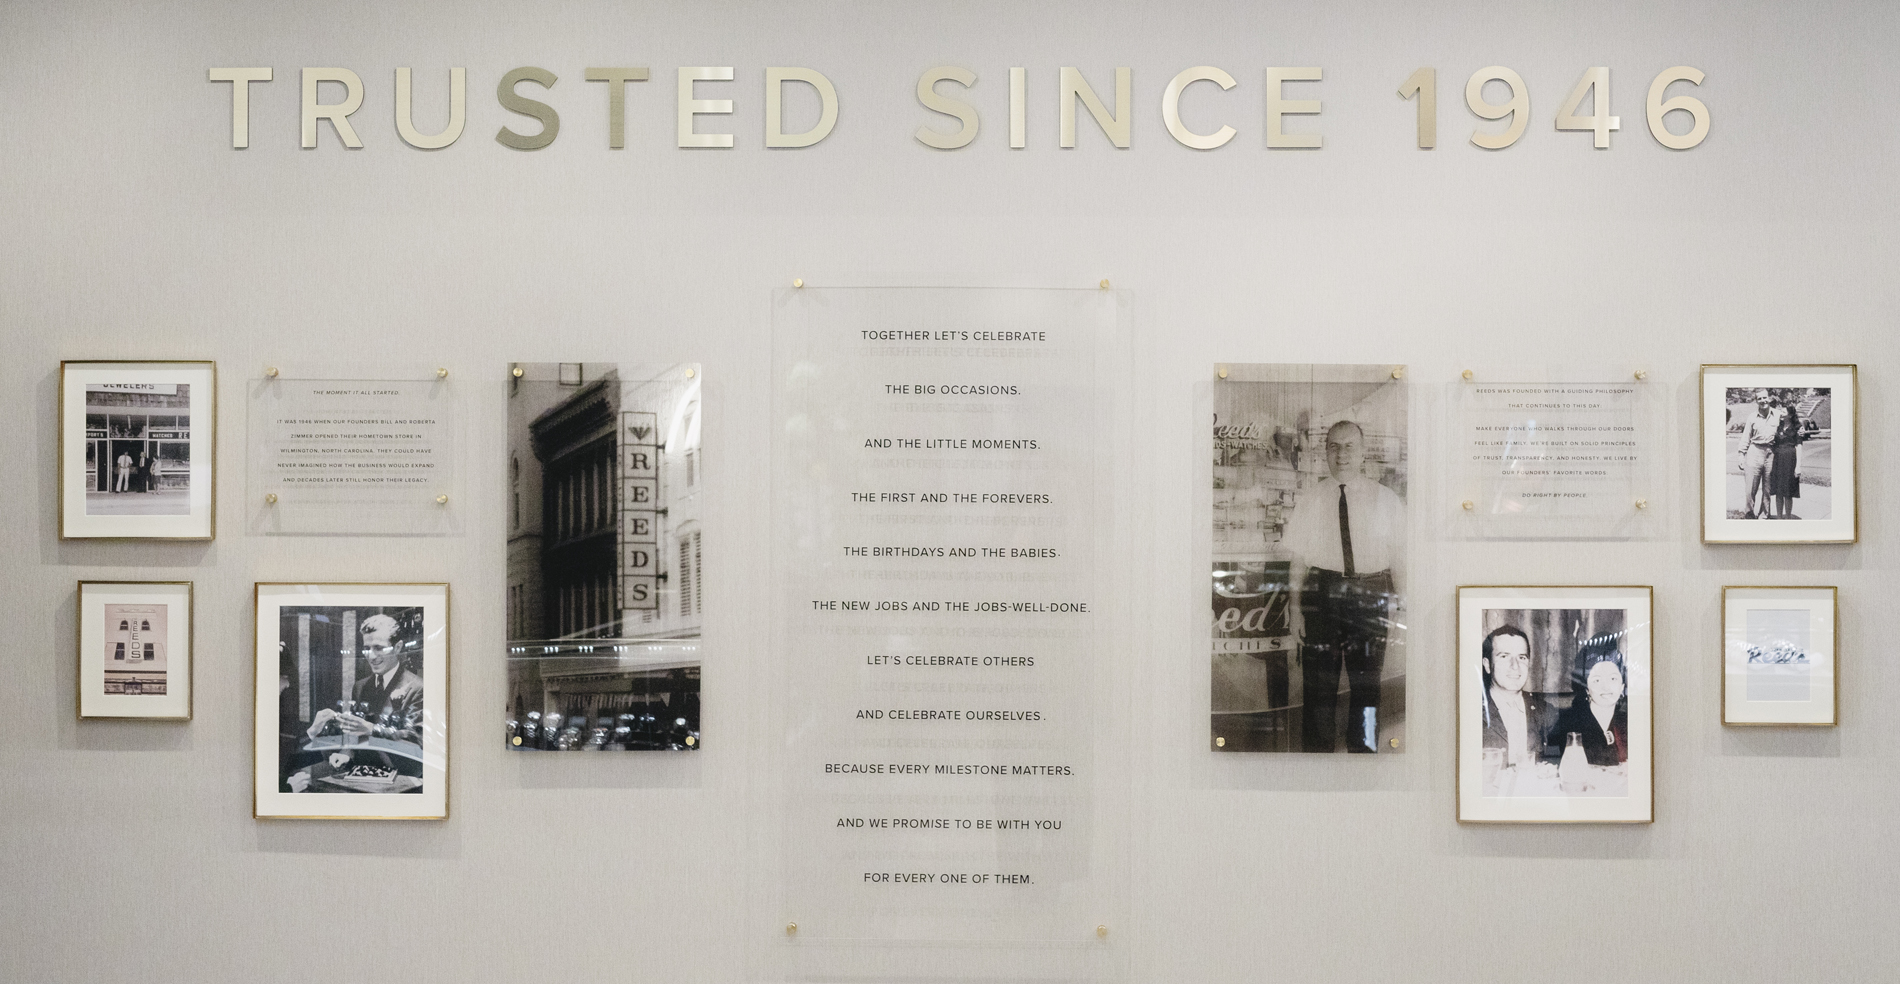 TRUSTED SINCE 1946
JEWELERS
WATCHES
THE MOMENT IT ALL STARTED.
IT WAS 1946 WHEN OUR FOUNDERS BILL AND ROBERTA
ZIMMER OPENED THEIR HOMETOWN STORE IN
WILMINGTON, NORTH CAROLINA. THEY COULD HAVE
NEVER IMAGINED HOW THE BUSINESS WOULD EXPAND
AND DECADES LATER STILL HONOR THEIR LEGACY.
REEDS
REEDS
TOGETHER LET'S CELEBRATE
THE BIG OCCASIONS.
AND THE LITTLE MOMENTS.
THE FIRST AND THE FOREVERS.
THE BIRTHDAYS AND THE BABIES.
THE NEW JOBS AND THE JOBS-WELL-DONE.
LET'S CELEBRATE OTHERS
AND CELEBRATE OURSELVES.
BECAUSE EVERY MILESTONE MATTERS.
AND WE PROMISE TO BE WITH YOU
FOR EVERY ONE OF THEM.
Reed's
WATCHES
eed's
REEDS WAS FOUNDED WITH A GUIDING PHILOSOPHY
THAT CONTINUES TO THIS DAY.
MAKE EVERYONE WHO WALKS THROUGH OUR DOORS
FEEL LIKE FAMILY. WE'VE BUILT ON SOLID PRINCIPLES
OF TRUST, TRANSPARENCY, AND HONESTY. WE LIVE BY
OUR FOUNDERS' FAVORITE WORDS.
DO RIGHT BY PEOPLE.
Reed's